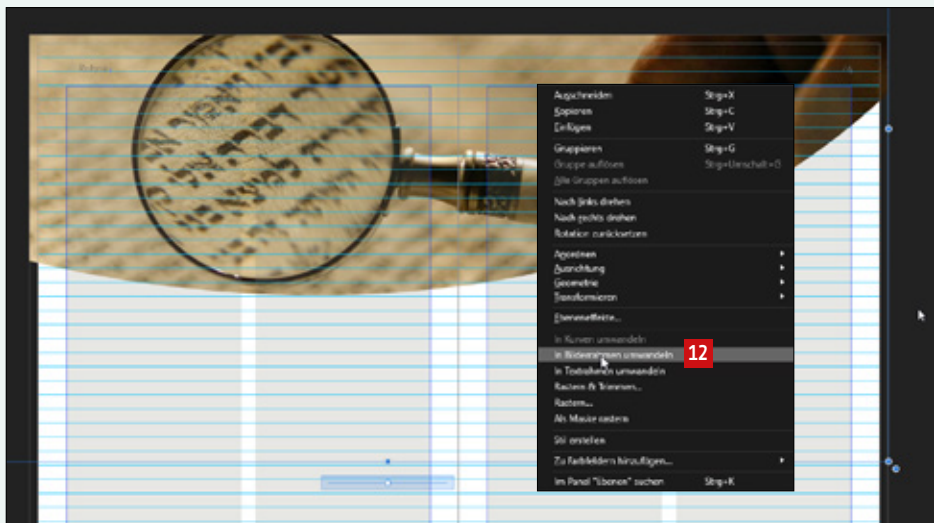 Ausschneiden Strg+X
Kopieren Strg+C
Einfügen Strg+V
Gruppieren Strg+G
Gruppe auflösen Strg+Umschalt+G
Alle Gruppen auflösen
Nach links drehen
Nach rechts drehen
Rotation zurücksetzen
Anordnen
Ausrichtung
Geometrie
Transformieren
Ebeneneffekte...
In Kurven umwandeln
In Bilderrahmen umwandeln 12
In Textrahmen umwandeln
Rastern & Trimmen...
Rastern...
Als Maske rastern
Stil erstellen
Zu Farbfeldern hinzufügen...
Im Panel "Ebenen" suchen Strg+K